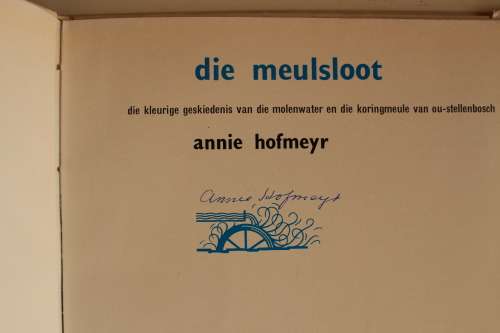 die meulsloot
die kleurige geskiedenis van die molenwater en die koringmeule van ou-stellenbosch
annie hofmeyr
Annie Hofmeyr